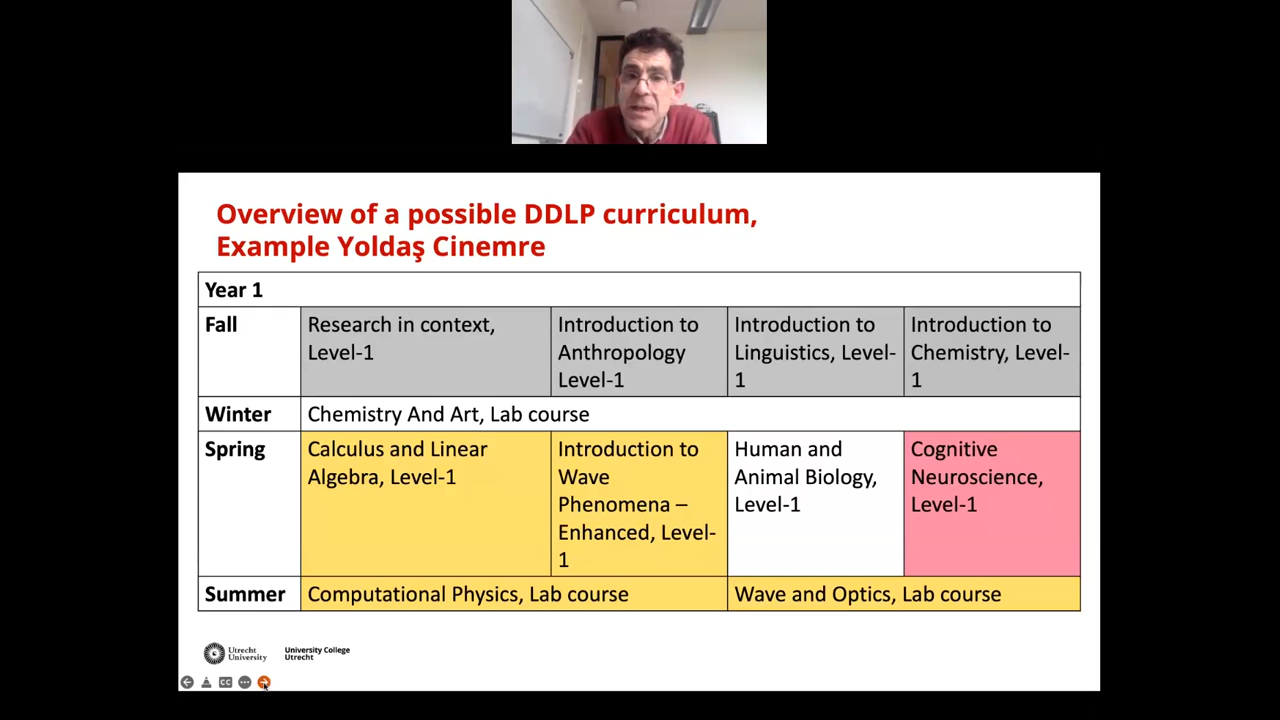 Overview of a possible DDLP curriculum,
Example Yoldaş Cinemre
Year 1
Fall
Research in context,
Level-1
Introduction to
Anthropology
Level-1
Introduction to
Linguistics, Level-
1
Introduction to
Chemistry, Level-
1
Winter
Chemistry And Art, Lab course
Spring
Calculus and Linear
Algebra, Level-1
Introduction to
Wave
Phenomena –
Enhanced, Level-
1
Human and
Animal Biology,
Level-1
Cognitive
Neuroscience,
Level-1
Summer
Computational Physics, Lab course
Wave and Optics, Lab course
Utrecht
University
University College
Utrecht
CC